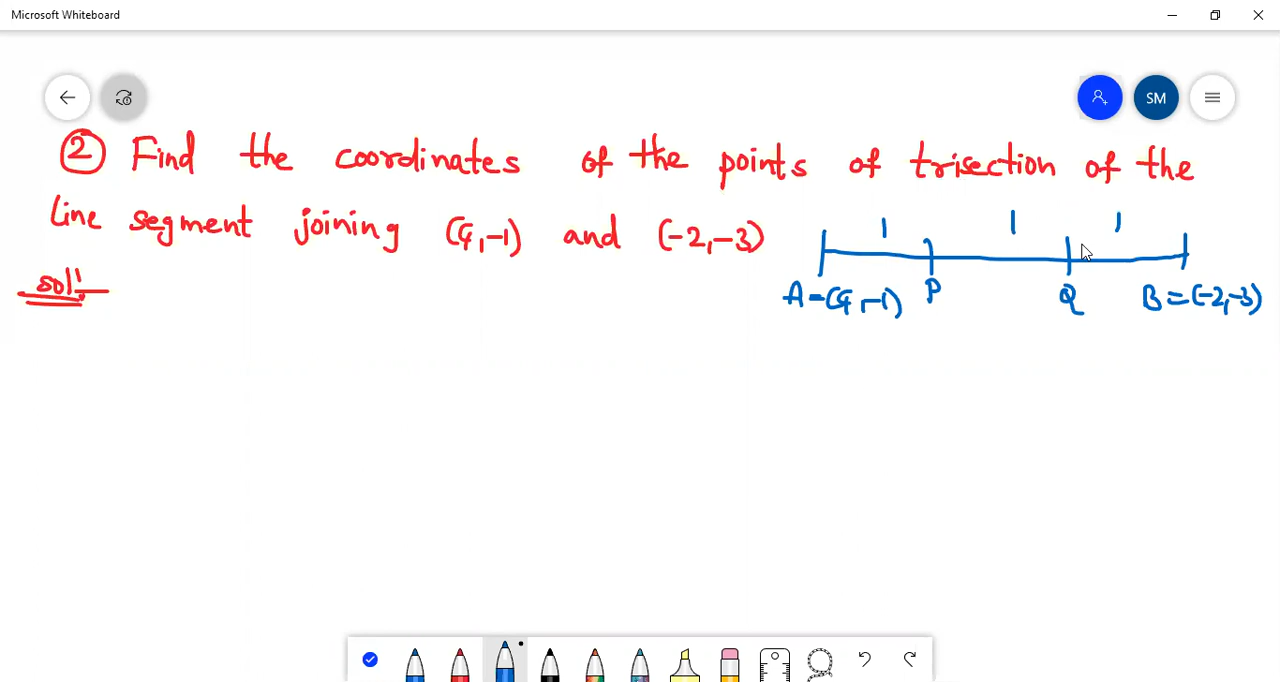 Microsoft Whiteboard
SM
② Find the coordinates of the points of trisection of the
line segment joining (4,-1) and (-2,-3)
1 1 1
sol!
A=(4,-1) P Q B=(-2,-3)